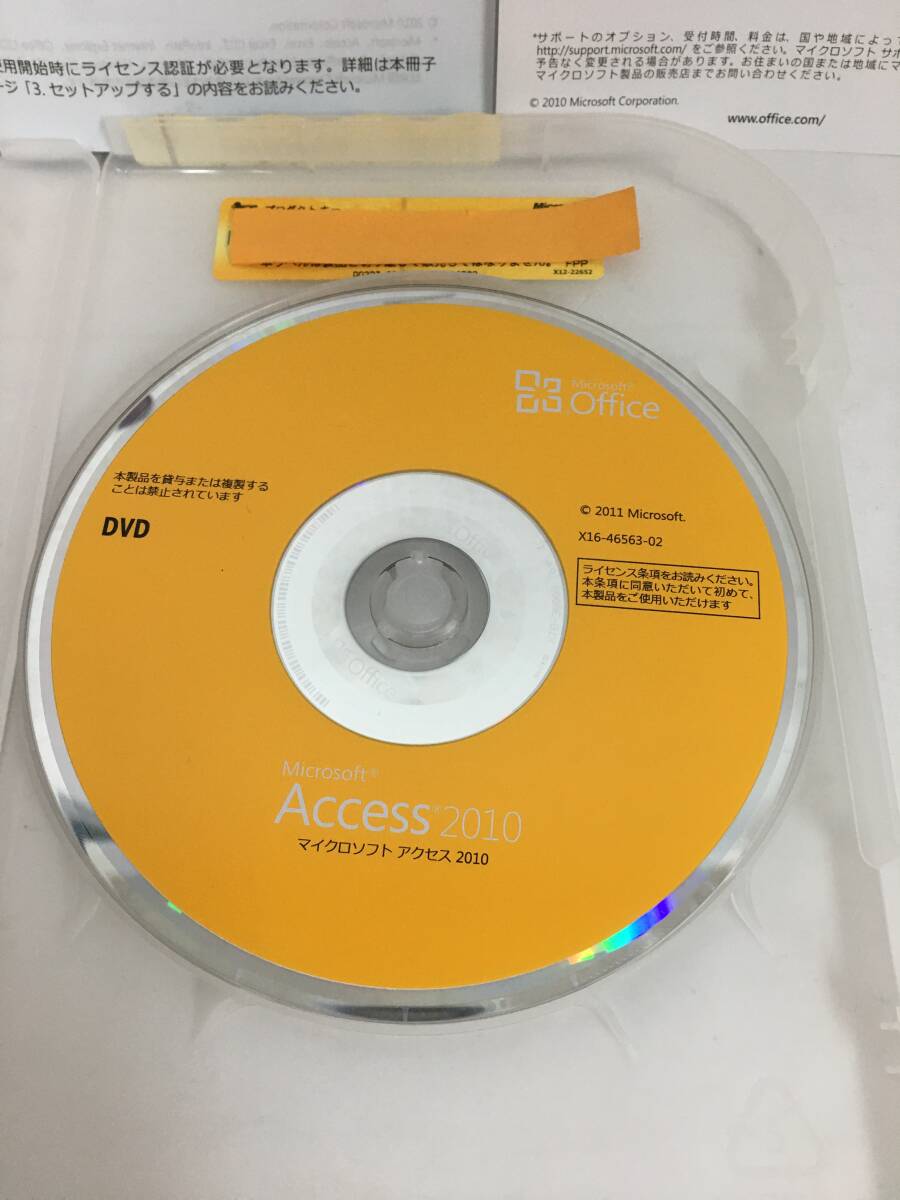 © 2010 Microsoft Corporation.
使用開始時にライセンス認証が必要となります。詳細は本冊子
ージ「3. セットアップする」の内容をお読みください。
*サポートのオプション、受付時間、料金は、国や地域によって
http://support.microsoft.com/ をご参照ください。マイクロソフト サポ
予告なく変更される場合があります。お住まいの国または地域にマ
マイクロソフト製品の販売店までお問い合わせください。
© 2010 Microsoft Corporation.
www.office.com/
FPP
X12-22652
Microsoft®
Office
本製品を貸与または複製する
ことは禁止されています
DVD
© 2011 Microsoft.
X16-46563-02
ライセンス条項をお読みください。
本条項に同意いただいて初めて、
本製品をご使用いただけます
Microsoft®
Access® 2010
マイクロソフト アクセス 2010